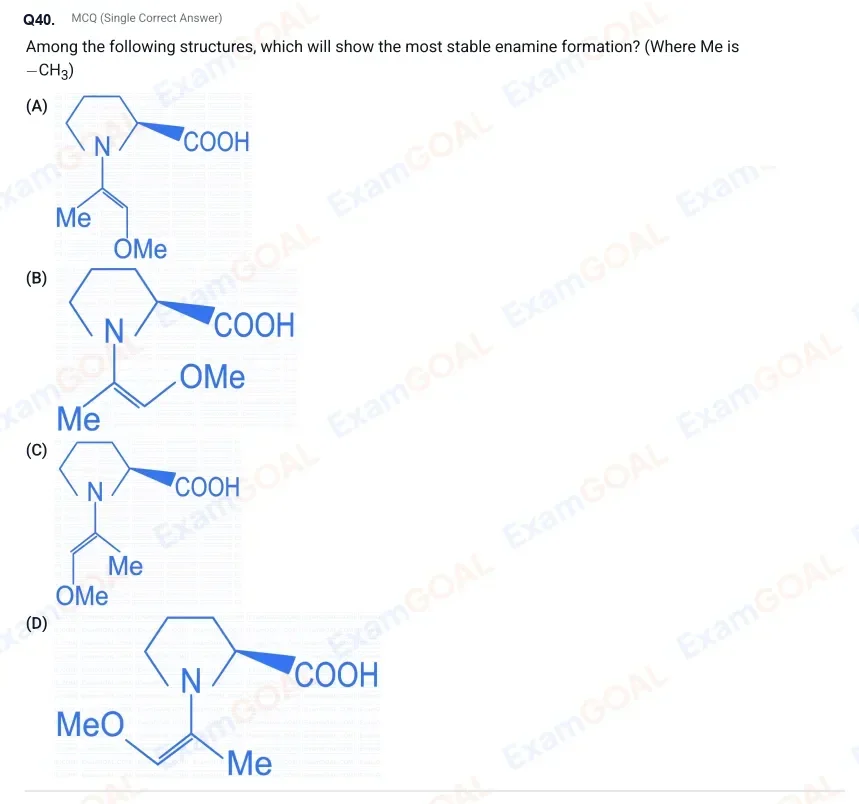 Q40. MCQ (Single Correct Answer)
Among the following structures, which will show the most stable enamine formation? (Where Me is
−CH₃)
(A)
N
COOH
Me
OMe
(B)
N
COOH
OMe
Me
(C)
N
COOH
Me
OMe
(D)
N
COOH
MeO
Me
ExamGOAL